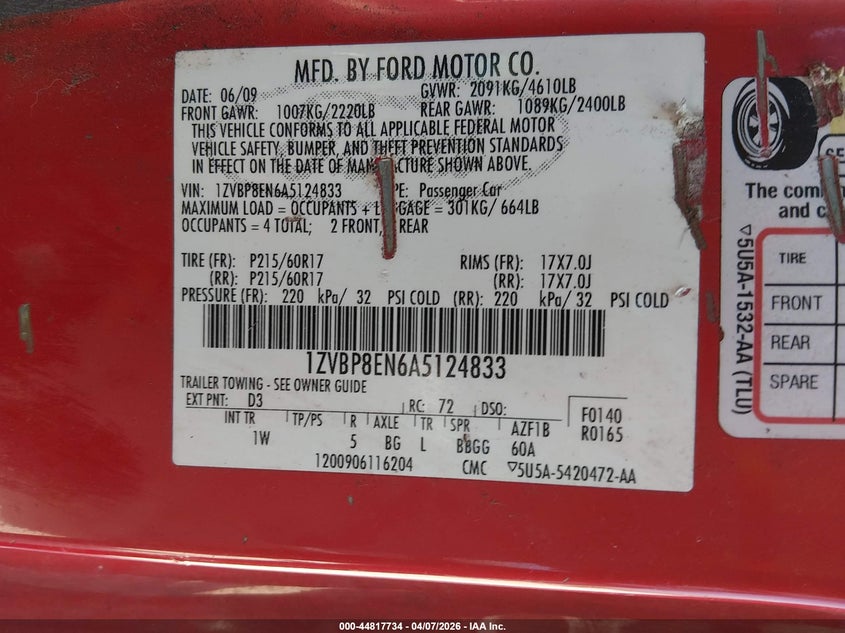 MFD. BY FORD MOTOR CO.
DATE: 06/09 GVWR: 2091KG/4610LB
FRONT GAWR: 1007KG/2220LB REAR GAWR: 1089KG/2400LB
THIS VEHICLE CONFORMS TO ALL APPLICABLE FEDERAL MOTOR
VEHICLE SAFETY, BUMPER, AND THEFT PREVENTION STANDARDS
IN EFFECT ON THE DATE OF MANUFACTURE SHOWN ABOVE.
VIN: 1ZVBP8EN6A5124833 TYPE: Passenger Car
MAXIMUM LOAD = OCCUPANTS + LUGGAGE = 301KG/ 664LB
OCCUPANTS = 4 TOTAL; 2 FRONT, REAR
TIRE (FR): P215/60R17 RIMS (FR): 17X7.0J
(RR): P215/60R17 (RR): 17X7.0J
PRESSURE (FR): 220 kPa/ 32 PSI COLD (RR): 220 kPa/ 32 PSI COLD
1ZVBP8EN6A5124833
TRAILER TOWING - SEE OWNER GUIDE
EXT PNT: D3 RC: 72 DSO: F0140
INT TR TP/PS R AXLE TR SPR AZF1B R0165
1W 5 BG L BBGG 60A
1200906116204 CMC ▽5U5A-5420472-AA
The com
and c
TIRE
FRONT
REAR
SPARE
▽5U5A-1532-AA (TLU)
000-44817734 - 04/07/2026 - IAA Inc.